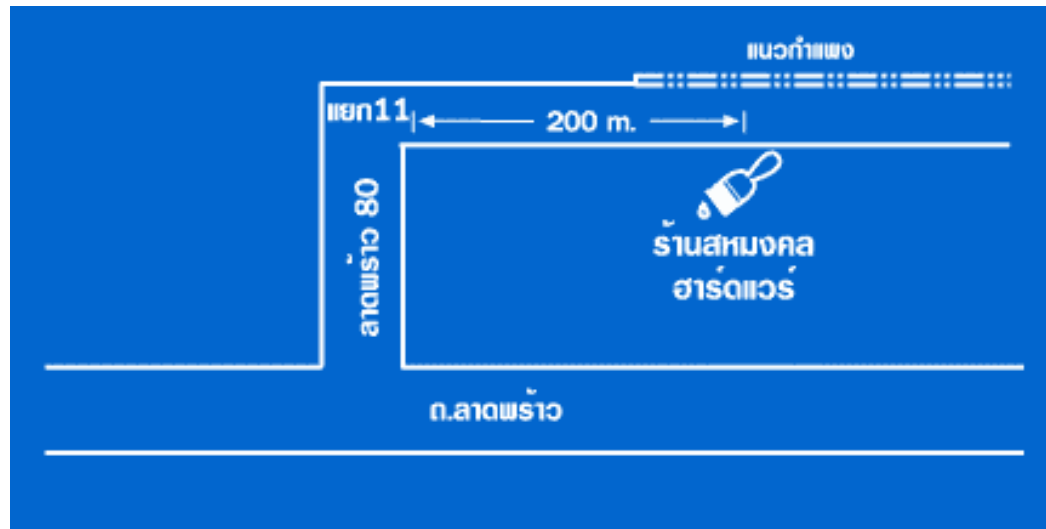 แนวกำแพง
แยก11
200 m.
ลาดพร้าว 80
ร้านสหมงคล
ฮาร์ดแวร์
ถ.ลาดพร้าว